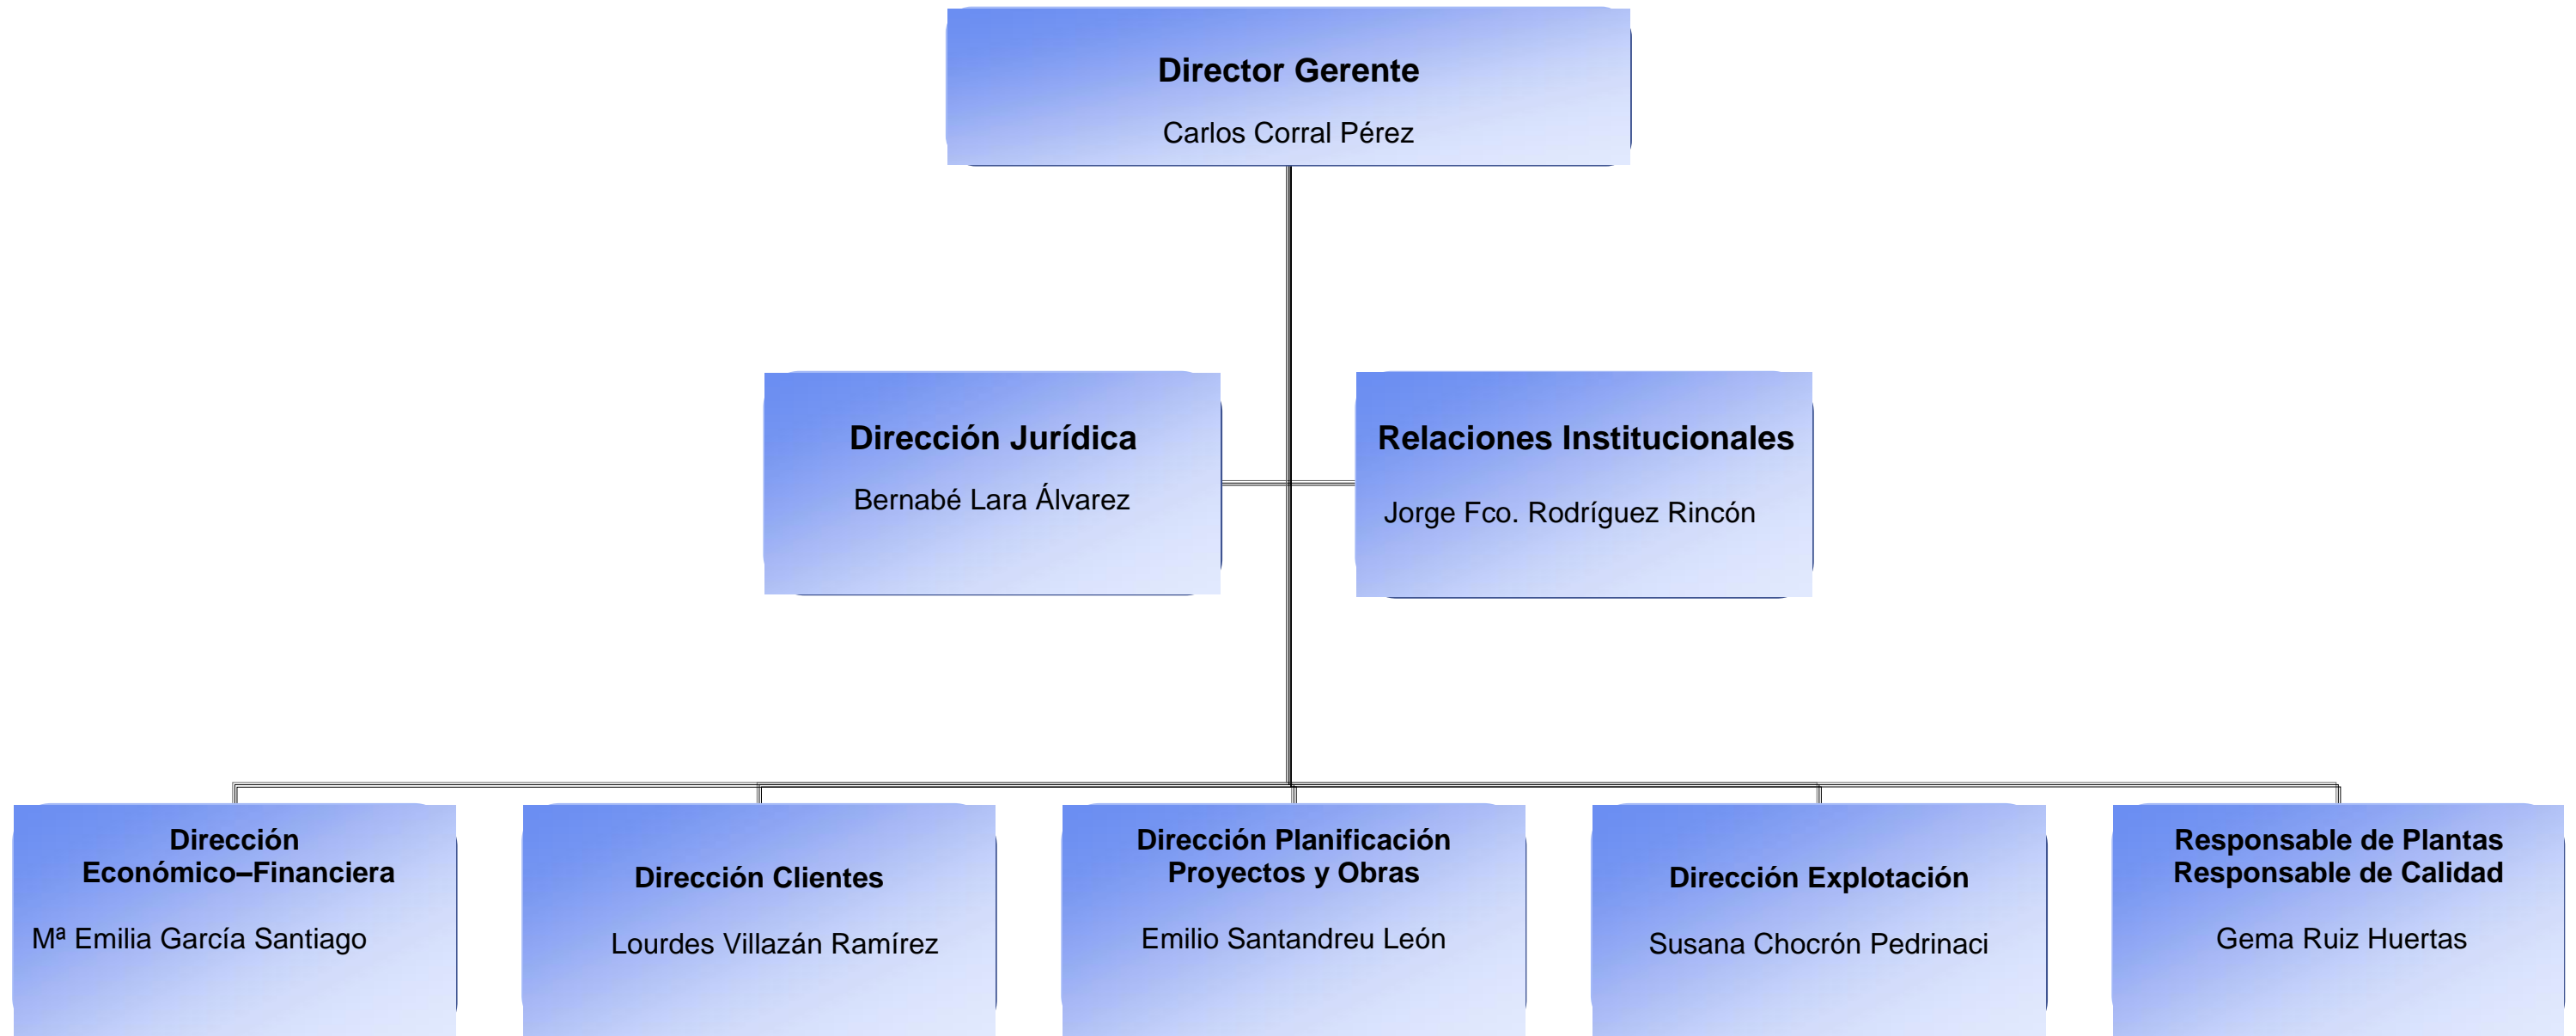 Director Gerente
Carlos Corral Pérez
Dirección Jurídica
Bernabé Lara Álvarez
Relaciones Institucionales
Jorge Fco. Rodríguez Rincón
Dirección
Económico–Financiera
Mª Emilia García Santiago
Dirección Clientes
Lourdes Villazán Ramírez
Dirección Planificación
Proyectos y Obras
Emilio Santandreu León
Dirección Explotación
Susana Chocrón Pedrinaci
Responsable de Plantas
Responsable de Calidad
Gema Ruiz Huertas